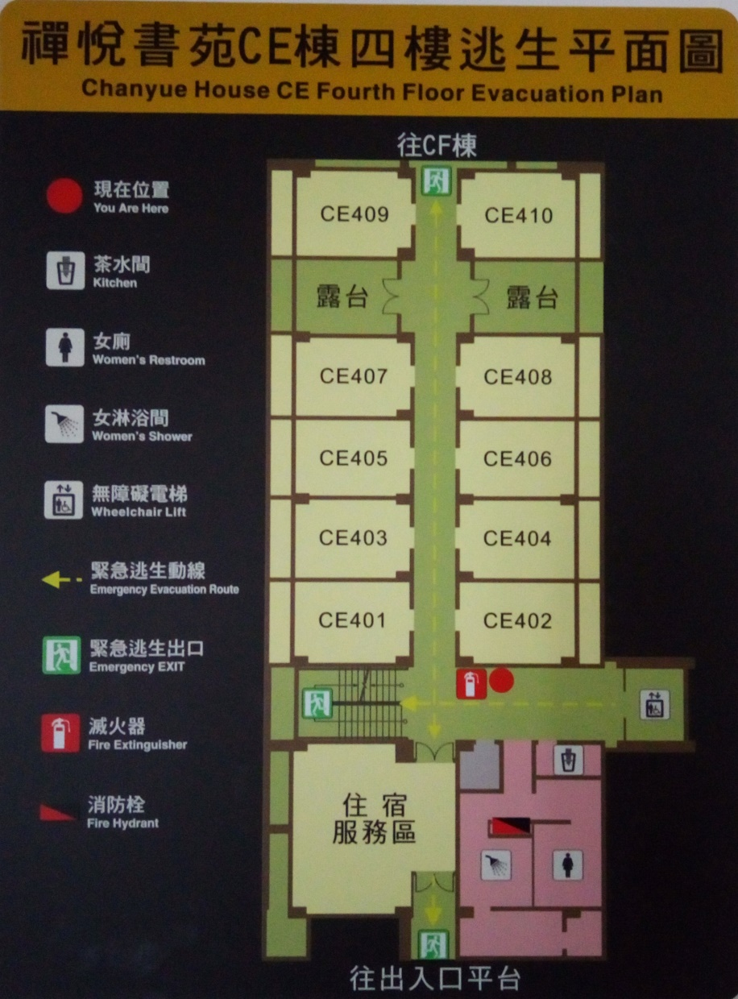 禪悅書苑CE棟四樓逃生平面圖
Chanyue House CE Fourth Floor Evacuation Plan
往CF棟
現在位置
You Are Here
茶水間
Kitchen
女廁
Women's Restroom
女淋浴間
Women's Shower
無障礙電梯
Wheelchair Lift
緊急逃生動線
Emergency Evacuation Route
緊急逃生出口
Emergency EXIT
滅火器
Fire Extinguisher
消防栓
Fire Hydrant
CE409
CE410
露台
露台
CE407
CE408
CE405
CE406
CE403
CE404
CE401
CE402
住宿
服務區
往出入口平台